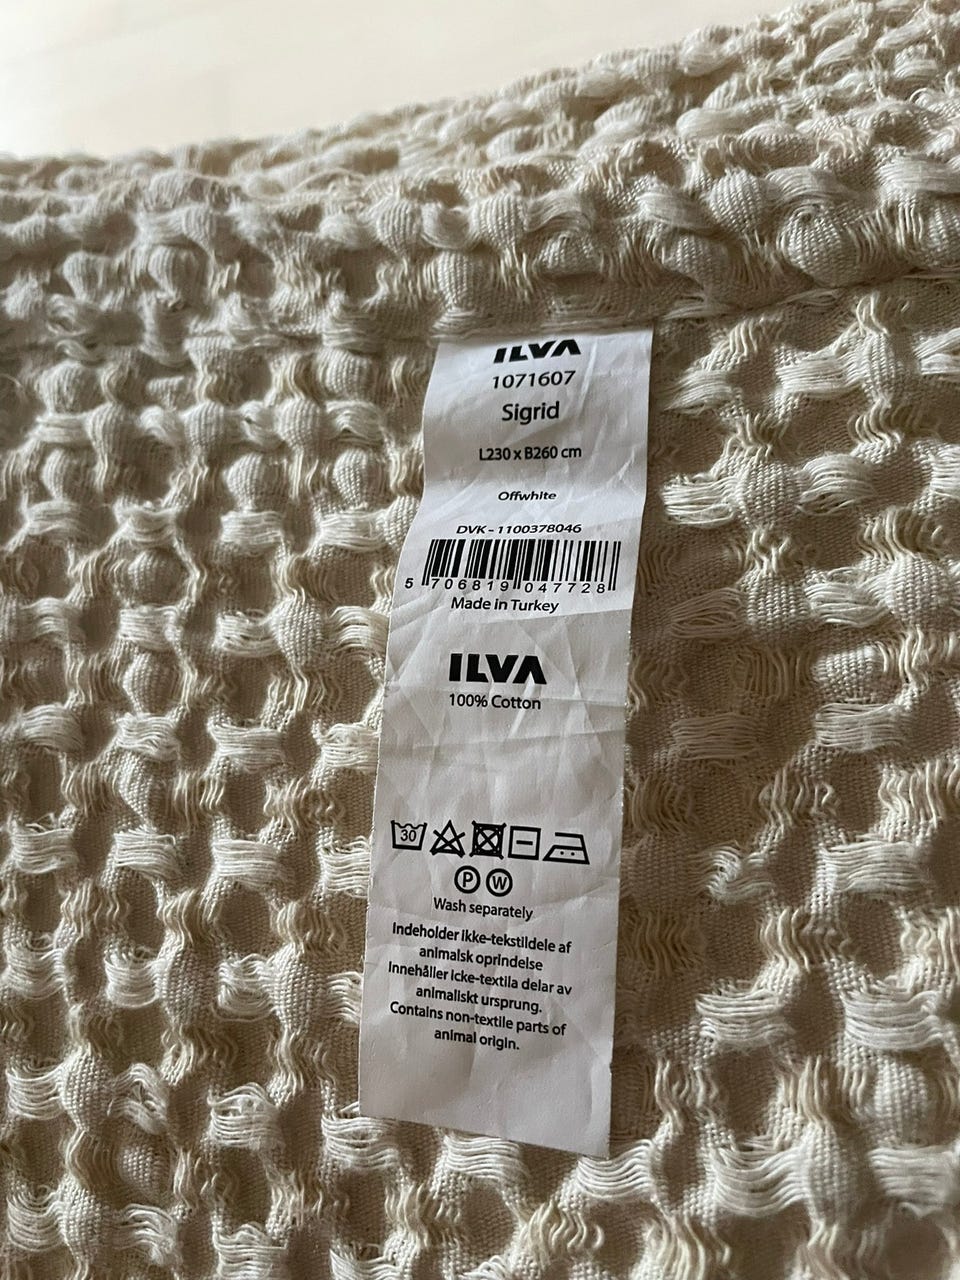 ILVA
1071607
Sigrid
L230 x B260 cm
Offwhite
DVK - 1100378046
5 706819 047728
Made in Turkey
ILVA
100% Cotton
30
P W
Wash separately
Indeholder ikke-tekstildele af
animalsk oprindelse
Innehåller icke-textila delar av
animaliskt ursprung.
Contains non-textile parts of
animal origin.